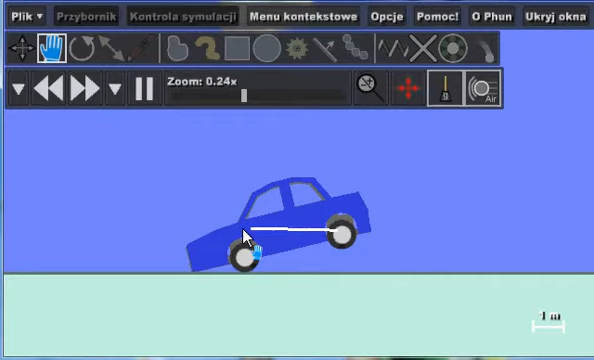 Plik Przybornik Kontrola symulacji Menu kontekstowe Opcje Pomoc! O Phun Ukryj okna
Zoom: 0.24x
Air
1 m